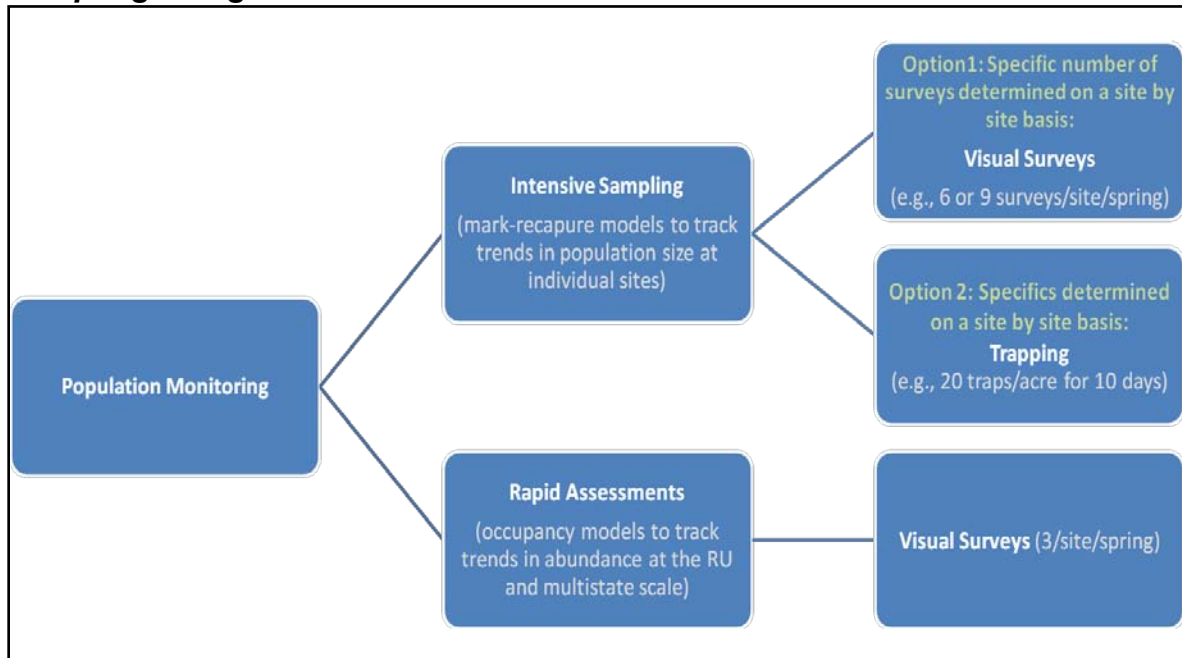 Population Monitoring
Intensive Sampling
(mark-recapure models to track
trends in population size at
individual sites)
Rapid Assessments
(occupancy models to track
trends in abundance at the RU
and multistate scale)
Option1: Specific number of
surveys determined on a site by
site basis:
Visual Surveys
(e.g., 6 or 9 surveys/site/spring)
Option 2: Specifics determined
on a site by site basis:
Trapping
(e.g., 20 traps/acre for 10 days)
Visual Surveys (3/site/spring)